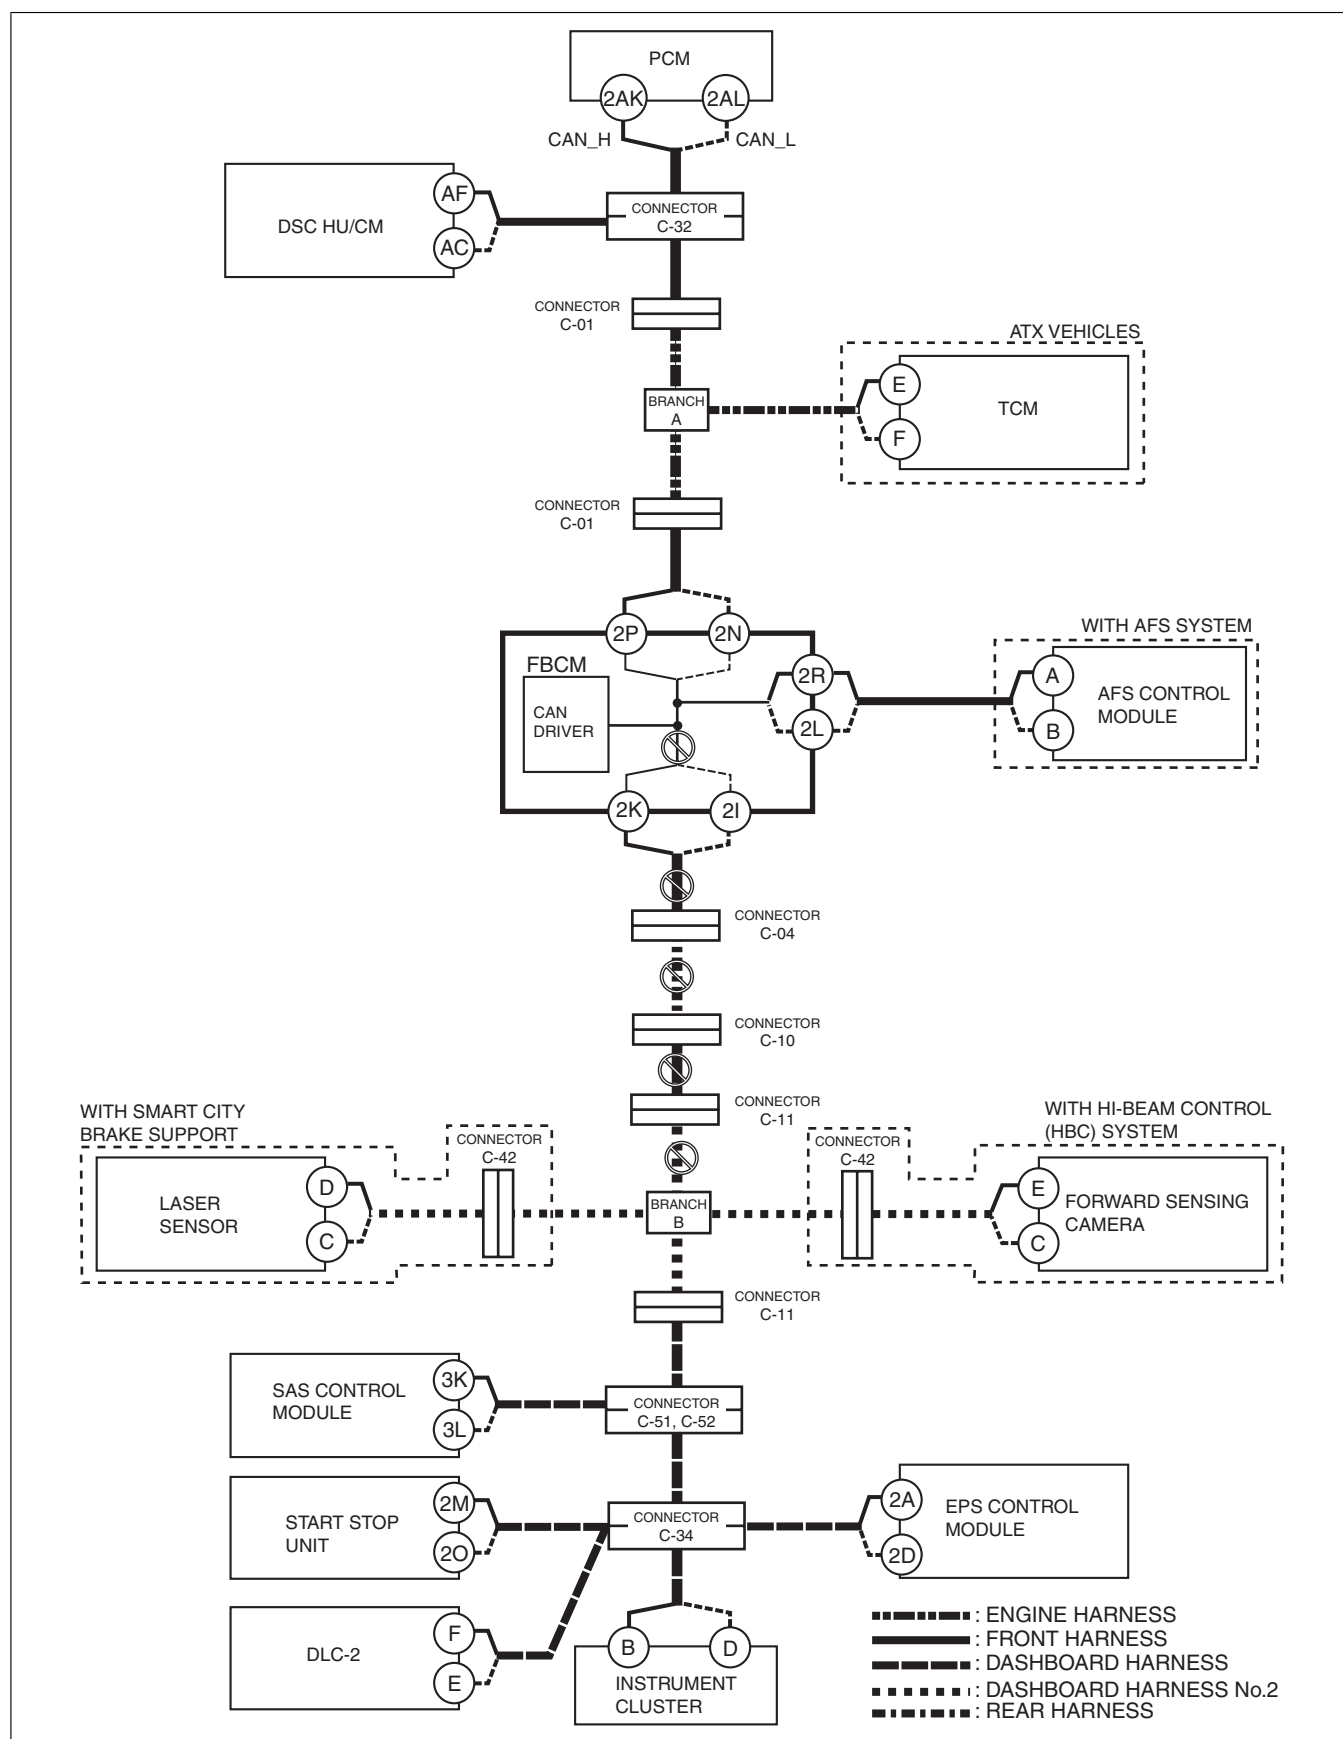 PCM
2AK
2AL
CAN_H
CAN_L
DSC HU/CM
AF
AC
CONNECTOR
C-32
CONNECTOR
C-01
ATX VEHICLES
BRANCH
A
E
F
TCM
CONNECTOR
C-01
2P
2N
WITH AFS SYSTEM
FBCM
CAN
DRIVER
2R
2L
A
B
AFS CONTROL
MODULE
2K
2I
CONNECTOR
C-04
CONNECTOR
C-10
CONNECTOR
C-11
WITH SMART CITY
BRAKE SUPPORT
CONNECTOR
C-42
LASER
SENSOR
D
C
BRANCH
B
WITH HI-BEAM CONTROL
(HBC) SYSTEM
CONNECTOR
C-42
E
C
FORWARD SENSING
CAMERA
CONNECTOR
C-11
SAS CONTROL
MODULE
3K
3L
CONNECTOR
C-51, C-52
START STOP
UNIT
2M
2O
CONNECTOR
C-34
2A
2D
EPS CONTROL
MODULE
DLC-2
F
E
B
D
INSTRUMENT
CLUSTER
: ENGINE HARNESS
: FRONT HARNESS
: DASHBOARD HARNESS
: DASHBOARD HARNESS No.2
: REAR HARNESS